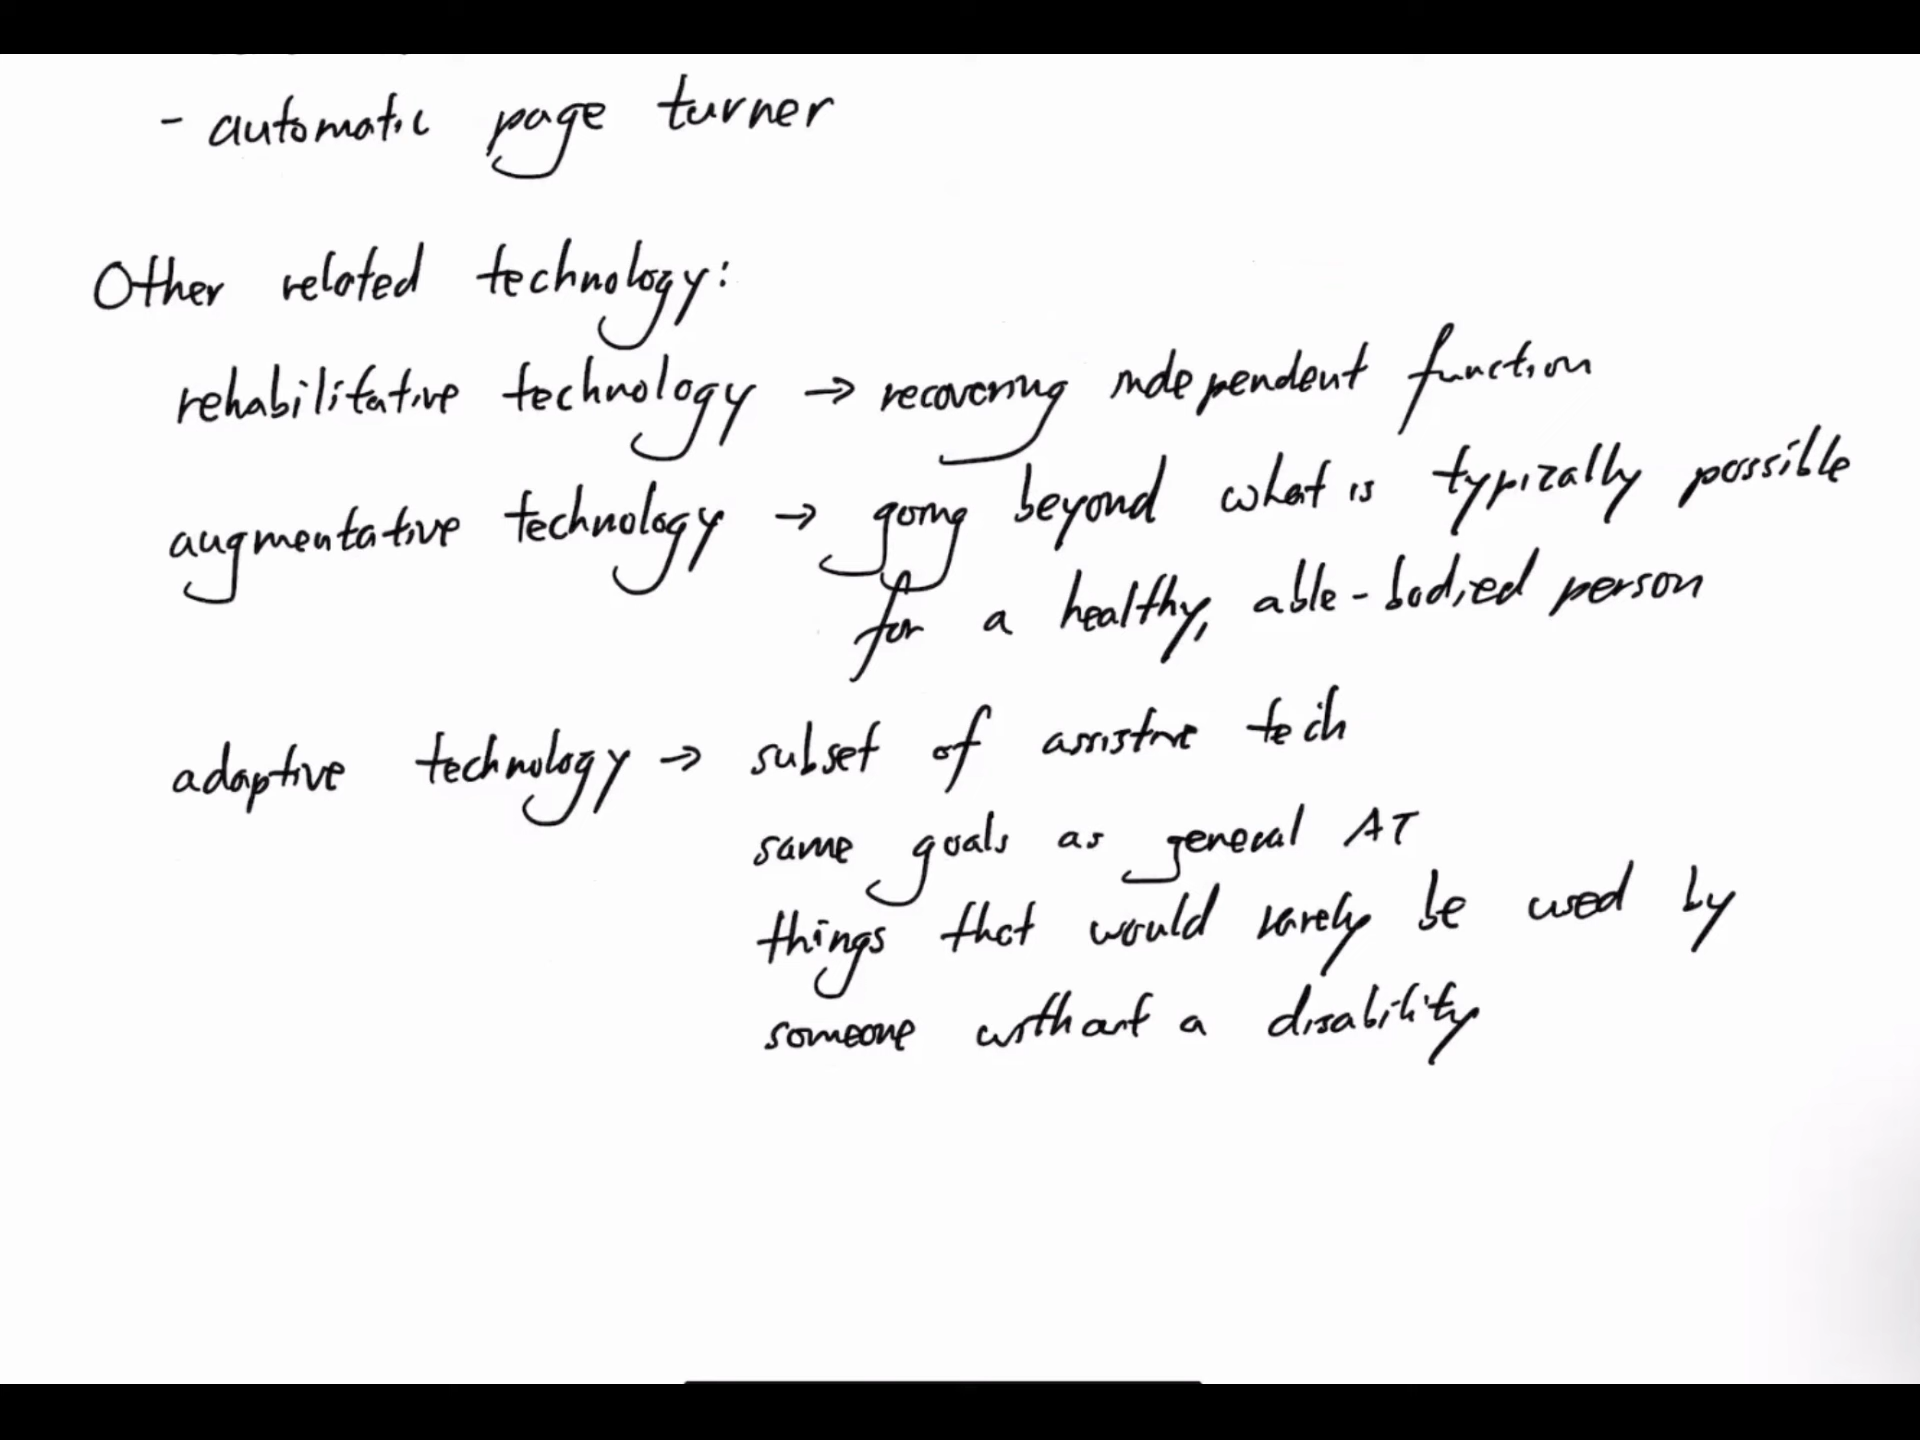 - automatic page turner
Other related technology:
rehabilitative technology → recovering independent function
augmentative technology → going beyond what is typically possible
for a healthy, able-bodied person
adaptive technology → subset of assistive tech
same goals as general AT
things that would rarely be used by
someone without a disability